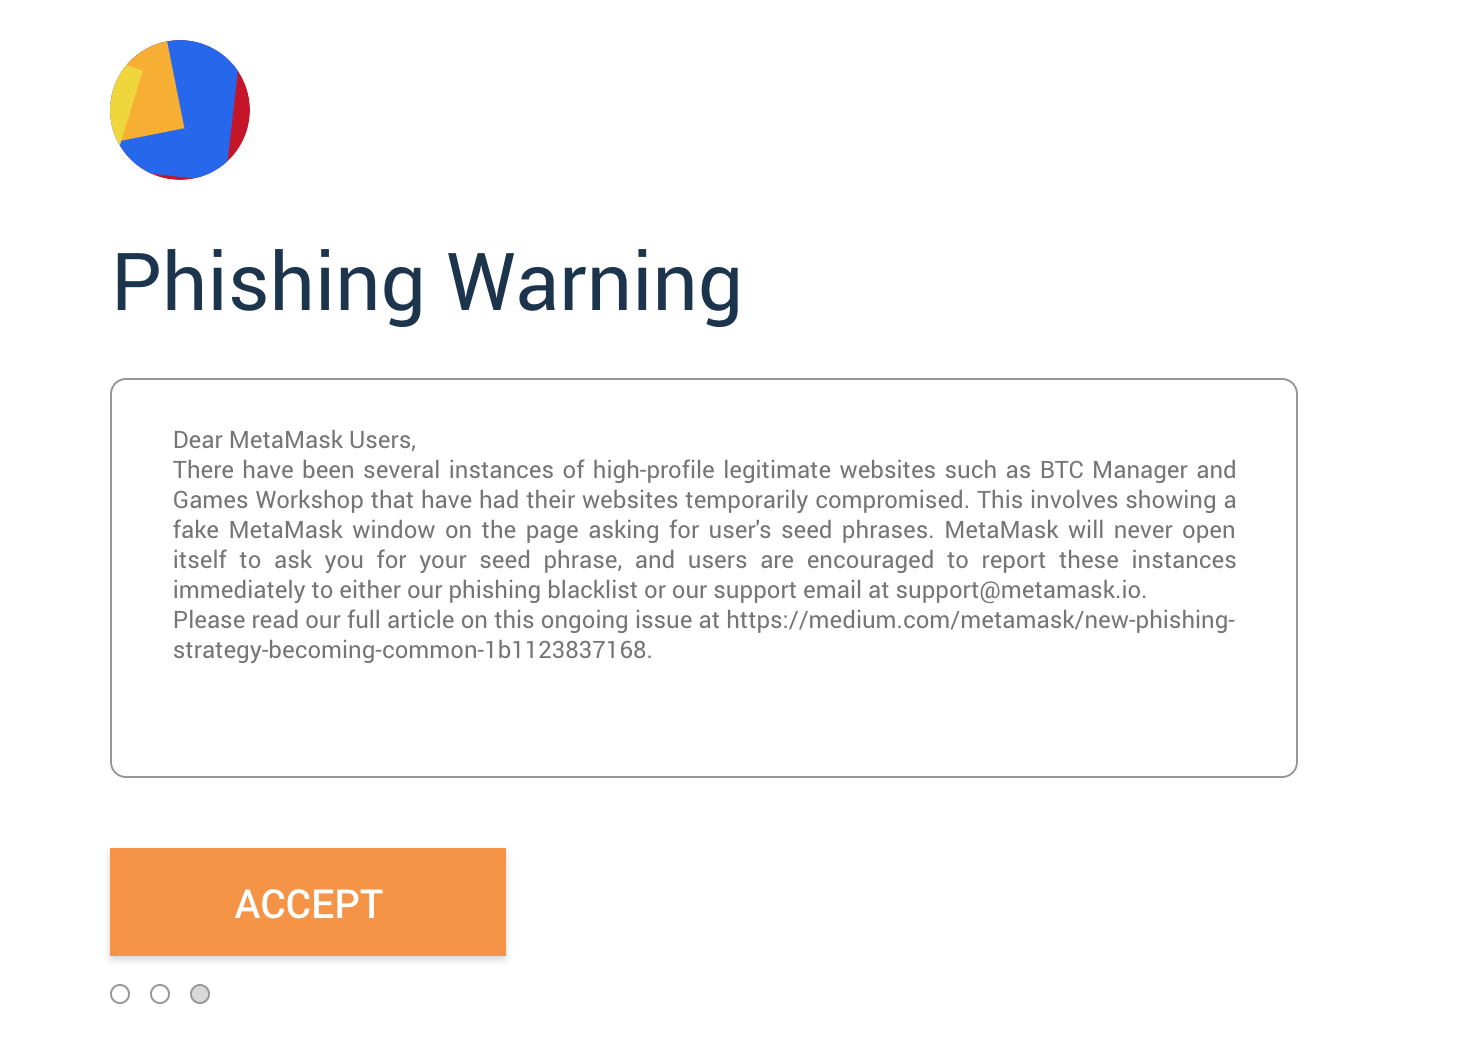 Phishing Warning
Dear MetaMask Users,
There have been several instances of high-profile legitimate websites such as BTC Manager and
Games Workshop that have had their websites temporarily compromised. This involves showing a
fake MetaMask window on the page asking for user's seed phrases. MetaMask will never open
itself to ask you for your seed phrase, and users are encouraged to report these instances
immediately to either our phishing blacklist or our support email at support@metamask.io.
Please read our full article on this ongoing issue at https://medium.com/metamask/new-phishing-
strategy-becoming-common-1b1123837168.
ACCEPT